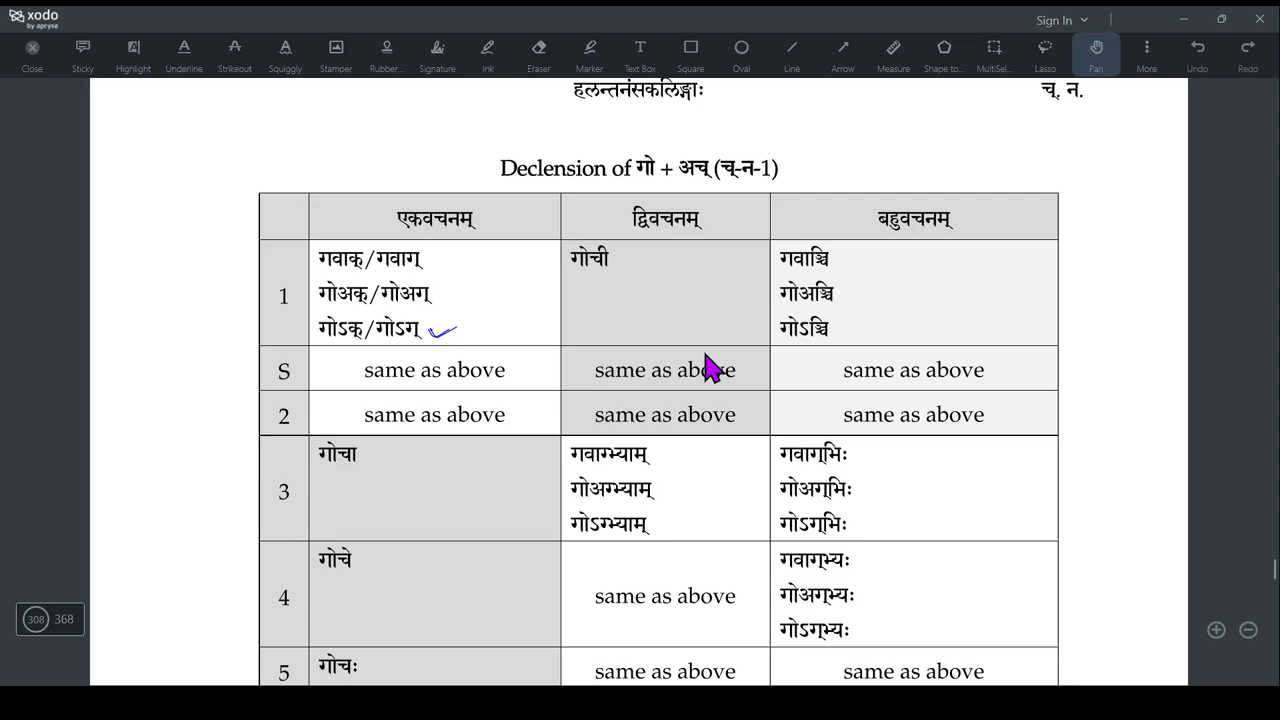 xodo
by apryse
Sign In
Close Sticky Highlight Underline Strikeout Squiggly Stamper Rubber... Signature Ink Eraser Marker Text Box Square Oval Line Arrow Measure Shape to... MultiSel... Lasso Pan More Undo Redo
हलन्तनंसकलिङ्गाः च्. न.
Declension of गो + अच् (च्-न-1)
एकवचनम् द्विवचनम् बहुवचनम्
1 गवाक्/गवाग् गोची गवाञ्चि
गोअक्/गोअग् गोअञ्चि
गोऽक्/गोऽग् गोऽञ्चि
S same as above same as above same as above
2 same as above same as above same as above
3 गोचा गवाग्भ्याम् गवाग्भिः
गोअग्भ्याम् गोअग्भिः
गोऽग्भ्याम् गोऽग्भिः
4 गोचे same as above गवाग्भ्यः
गोअग्भ्यः
गोऽग्भ्यः
5 गोचः same as above same as above
308 368